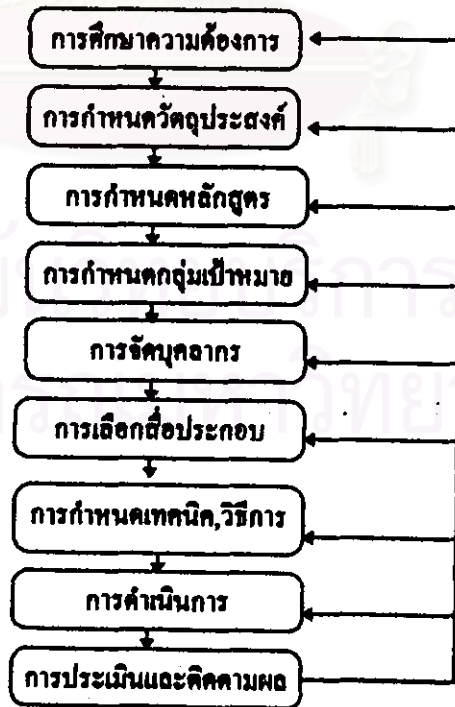 การศึกษาความต้องการ
การกำหนดวัตถุประสงค์
การกำหนดหลักสูตร
การกำหนดกลุ่มเป้าหมาย
การจัดบุคลากร
การเลือกสื่อประกอบ
การกำหนดเทคนิค,วิธีการ
การดำเนินการ
การประเมินและติดตามผล